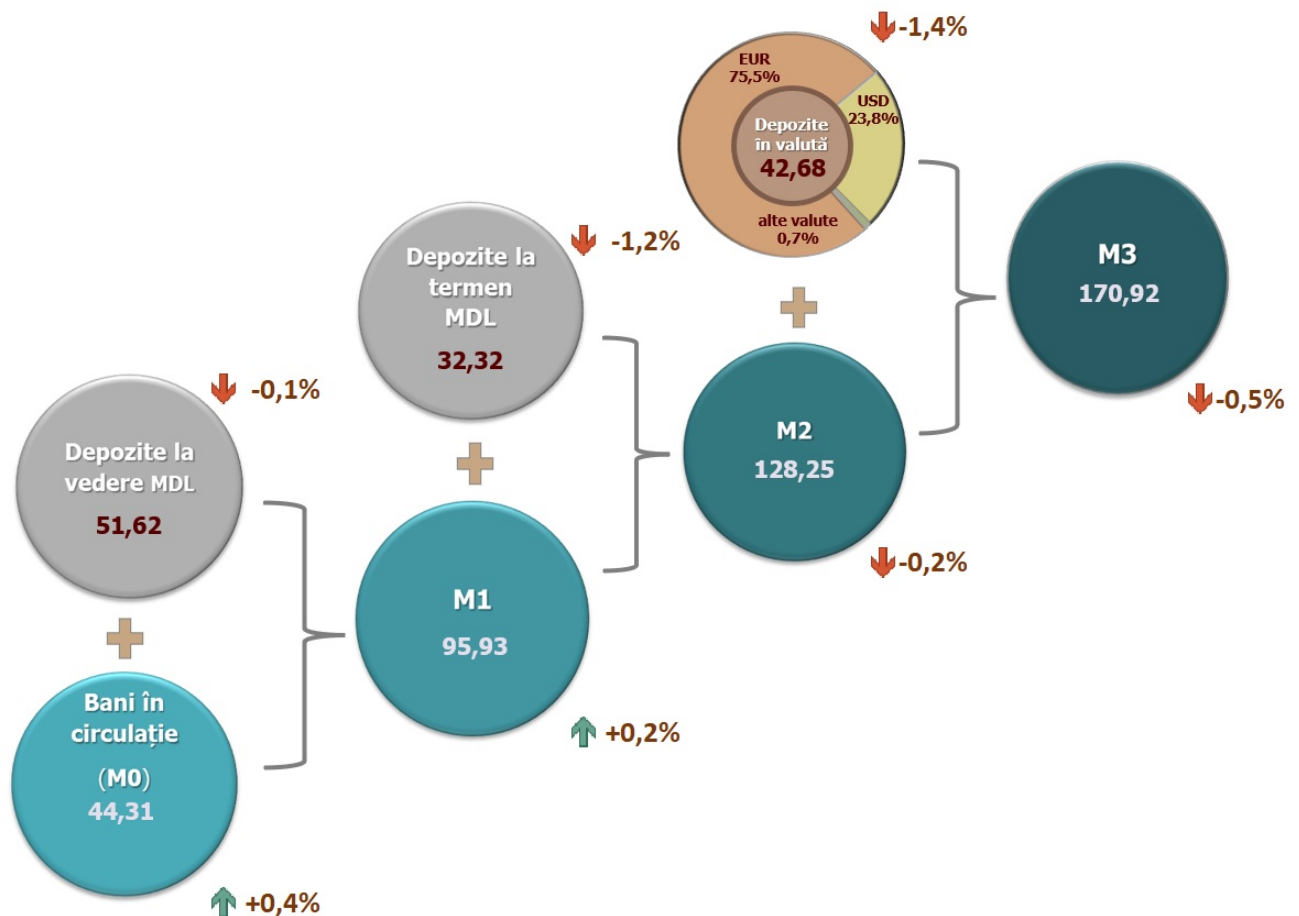 -1,4%
EUR
75,5%
USD
23,8%
Depozite
în valută
42,68
alte valute
0,7%
-1,2%
Depozite la
termen
MDL
32,32
M3
170,92
-0,5%
-0,1%
Depozite la
vedere MDL
51,62
M2
128,25
-0,2%
M1
95,93
+0,2%
Bani în
circulație
(M0)
44,31
+0,4%